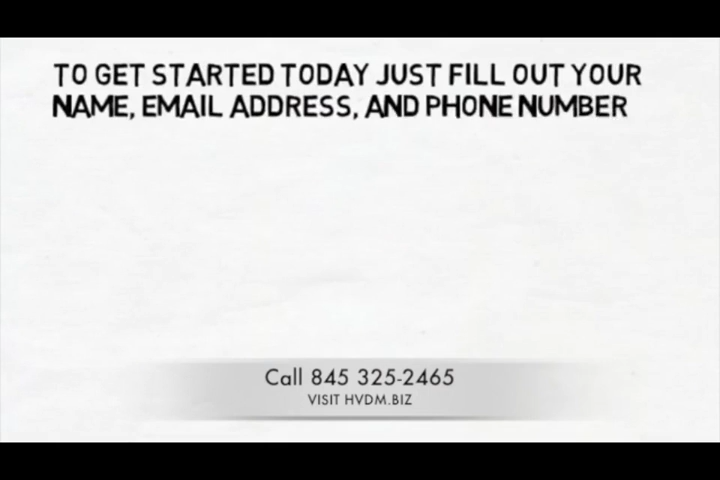 TO GET STARTED TODAY JUST FILL OUT YOUR
NAME, EMAIL ADDRESS, AND PHONE NUMBER
Call 845 325-2465
VISIT HVDM.BIZ